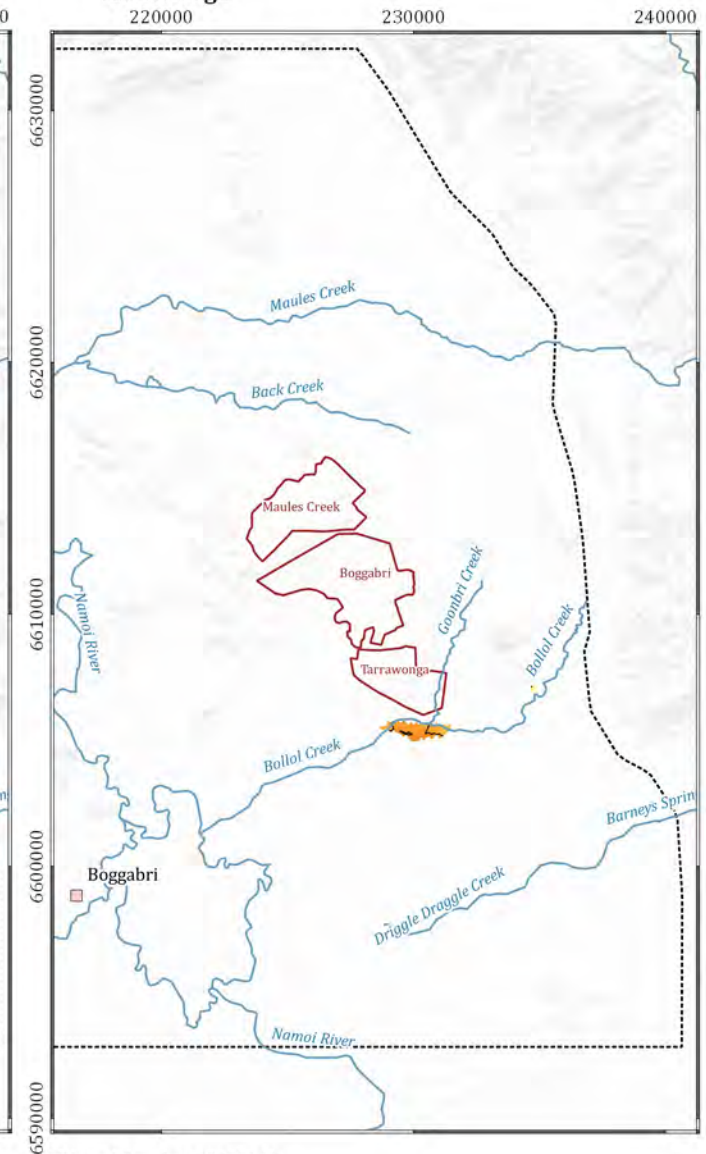 220000
230000
240000
6630000
Maules Creek
6620000
Back Creek
Maules Creek
Boggabri
Goonbri Creek
6610000
Namoi River
Bollol Creek
Tarrawonga
Bollol Creek
Barneys Sprin
Boggabri
6600000
Driggle Draggle Creek
Namoi River
6590000